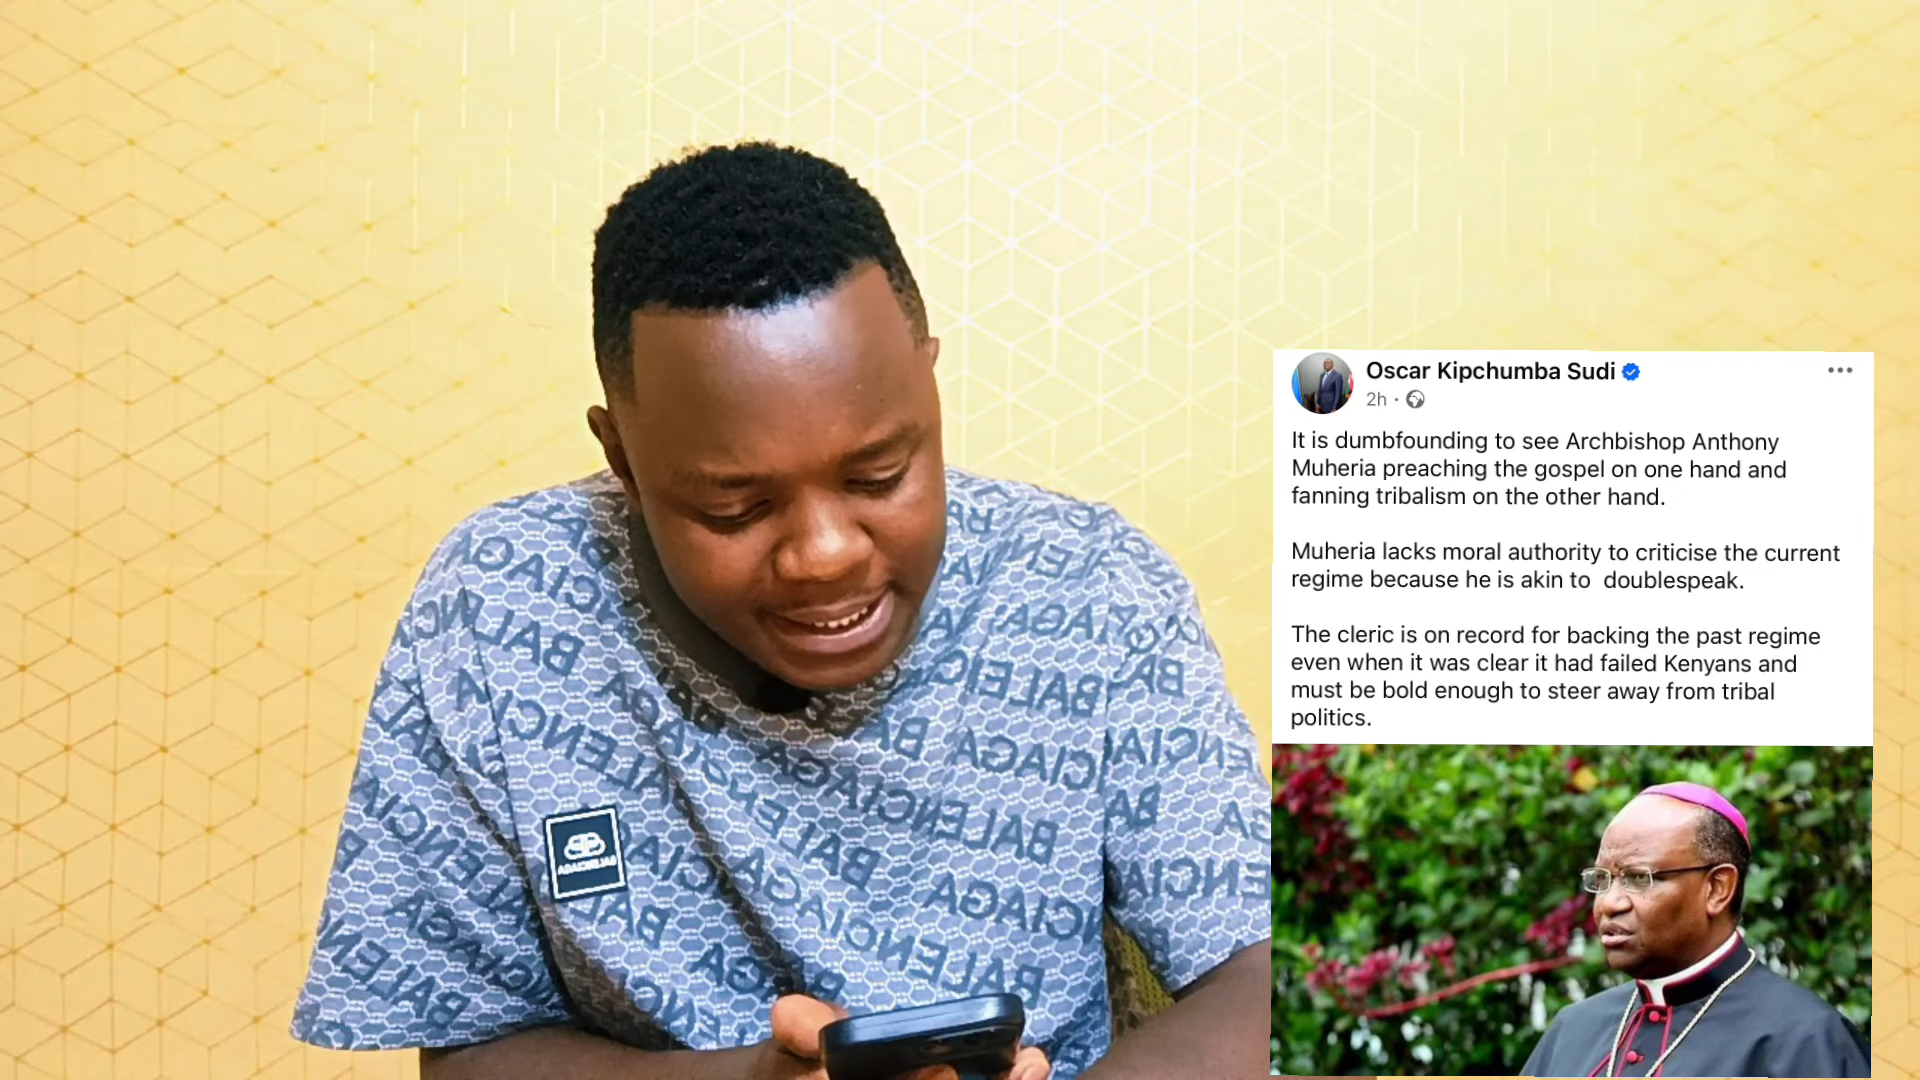 Oscar Kipchumba Sudi
2h ·
It is dumbfounding to see Archbishop Anthony
Muheria preaching the gospel on one hand and
fanning tribalism on the other hand.
Muheria lacks moral authority to criticise the current
regime because he is akin to doublespeak.
The cleric is on record for backing the past regime
even when it was clear it had failed Kenyans and
must be bold enough to steer away from tribal
politics.
BALENCIAGA